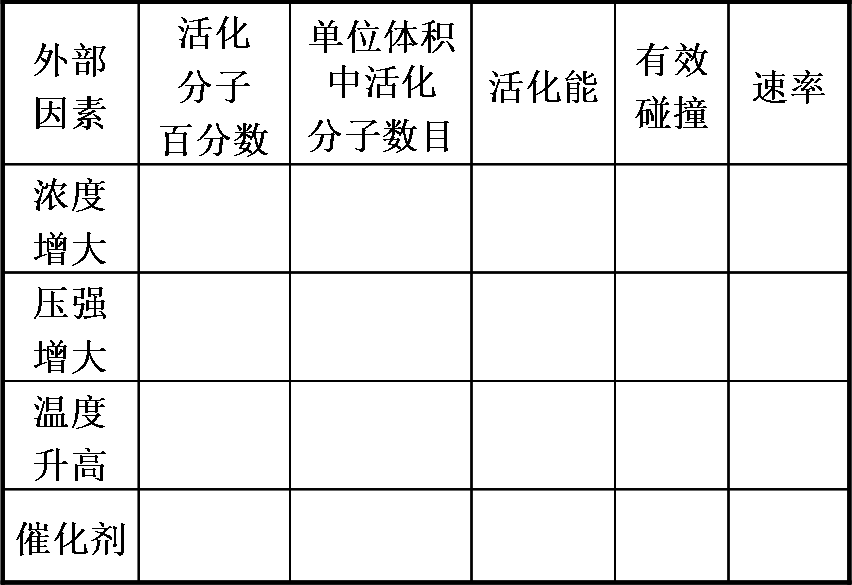 外部
因素
活化
分子
百分数
单位体积
中活化
分子数目
活化能
有效
碰撞
速率
浓度
增大
压强
增大
温度
升高
催化剂